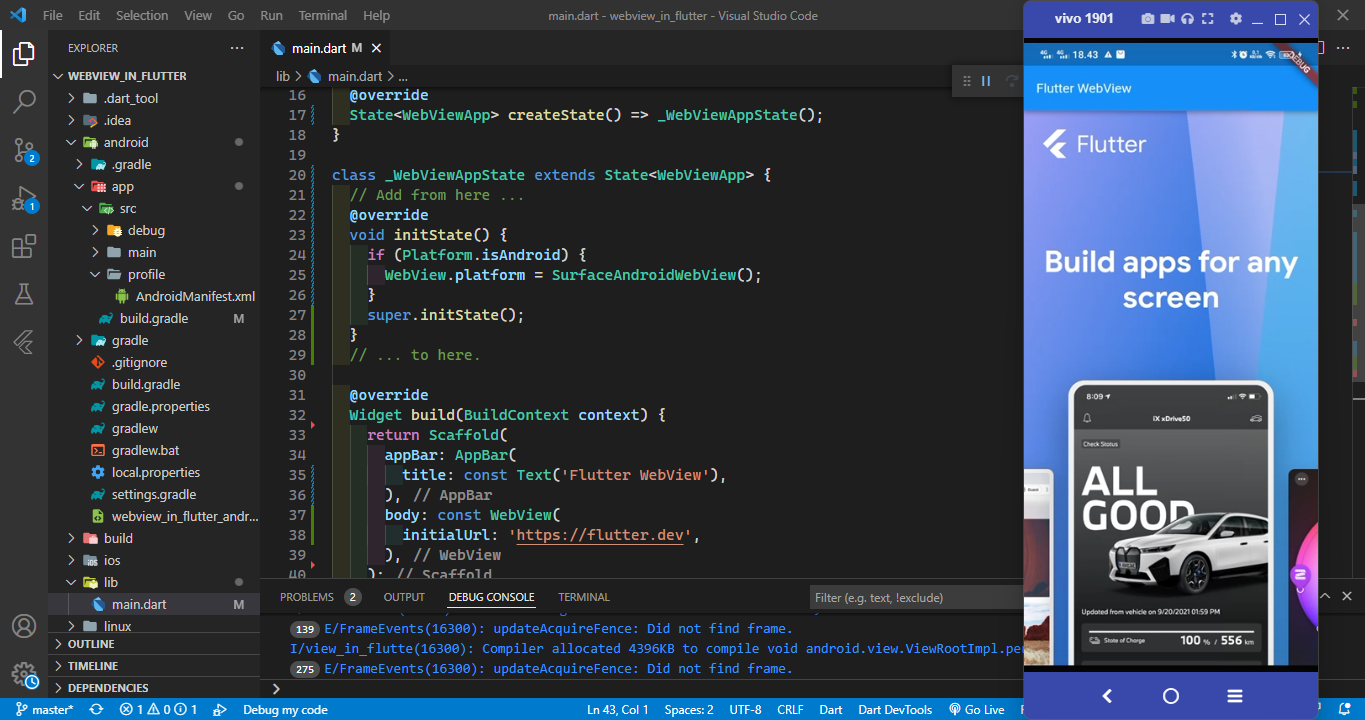 File Edit Selection View Go Run Terminal Help
main.dart - webview_in_flutter - Visual Studio Code
EXPLORER
WEBVIEW_IN_FLUTTER
.dart_tool
.idea
android
.gradle
app
src
debug
main
profile
AndroidManifest.xml
build.gradle M
gradle
.gitignore
build.gradle
gradle.properties
gradlew
gradlew.bat
local.properties
settings.gradle
webview_in_flutter_andr...
build
ios
lib
main.dart M
linux
OUTLINE
TIMELINE
DEPENDENCIES
2
1
main.dart M
lib > main.dart > ...
16 @override
17 State<WebViewApp> createState() => _WebViewAppState();
18 }
19
20 class _WebViewAppState extends State<WebViewApp> {
21 // Add from here ...
22 @override
23 void initState() {
24 if (Platform.isAndroid) {
25 WebView.platform = SurfaceAndroidWebView();
26 }
27 super.initState();
28 }
29 // ... to here.
30
31 @override
32 Widget build(BuildContext context) {
33 return Scaffold(
34 appBar: AppBar(
35 title: const Text('Flutter WebView'),
36 ), // AppBar
37 body: const WebView(
38 initialUrl: 'https://flutter.dev',
39 ), // WebView
40 ); // Scaffold
PROBLEMS 2 OUTPUT DEBUG CONSOLE TERMINAL
Filter (e.g. text, !exclude)
139 E/FrameEvents(16300): updateAcquireFence: Did not find frame.
I/view_in_flutte(16300): Compiler allocated 4396KB to compile void android.view.ViewRootImpl.per
275 E/FrameEvents(16300): updateAcquireFence: Did not find frame.
master* 1 0 1 Debug my code
Ln 43, Col 1 Spaces: 2 UTF-8 CRLF Dart Dart DevTools Go Live
vivo 1901
4G 4G 18.43
DEBUG
Flutter WebView
Flutter
Build apps for any
screen
8:09
iX xDrive50
Check Status
ALL
GOOD
Updated from vehicle on 9/20/2021 01:59 PM
State of Charge 100 % / 556 km